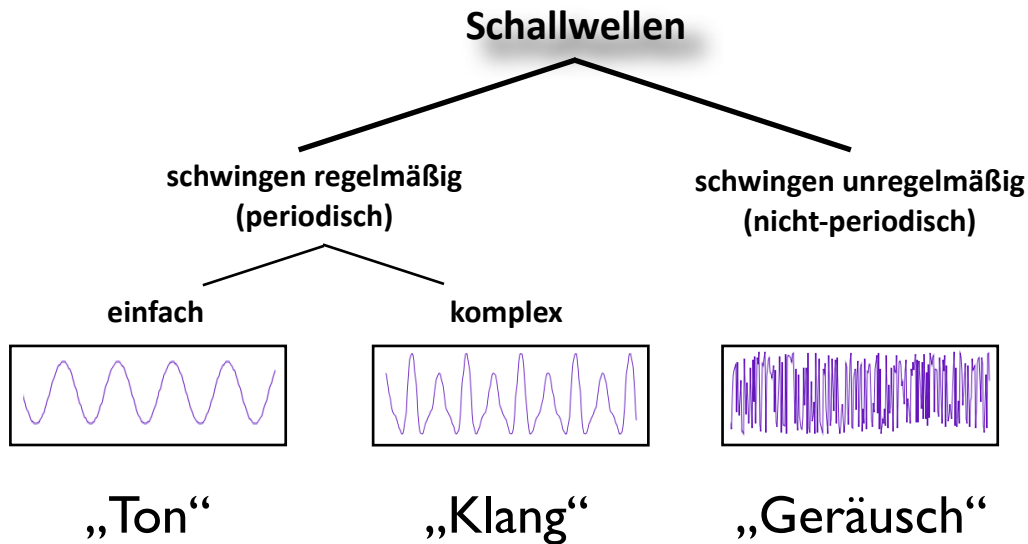 Schallwellen
schwingen regelmäßig
(periodisch)
schwingen unregelmäßig
(nicht-periodisch)
einfach
komplex
„Ton“
„Klang“
„Geräusch“